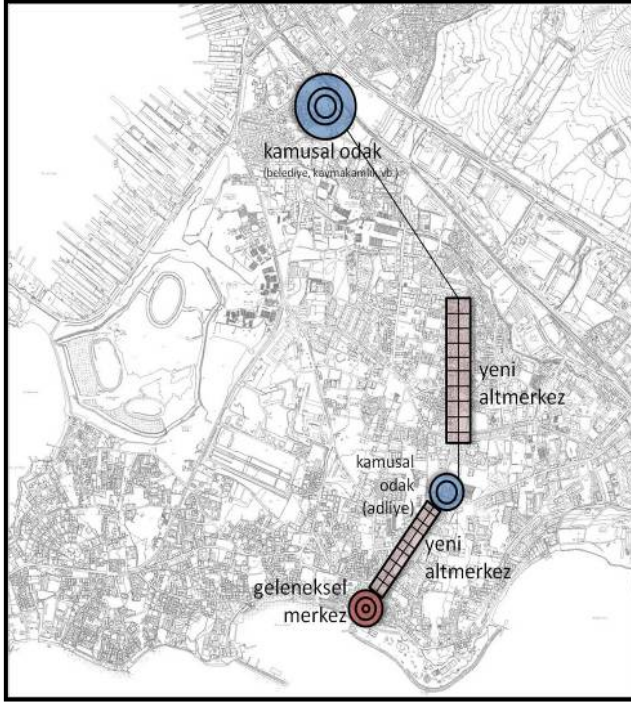 kamusal odak
(belediye, kaymakamlık vb.)
yeni
altmerkez
kamusal
odak
(adliye)
yeni
altmerkez
geleneksel
merkez